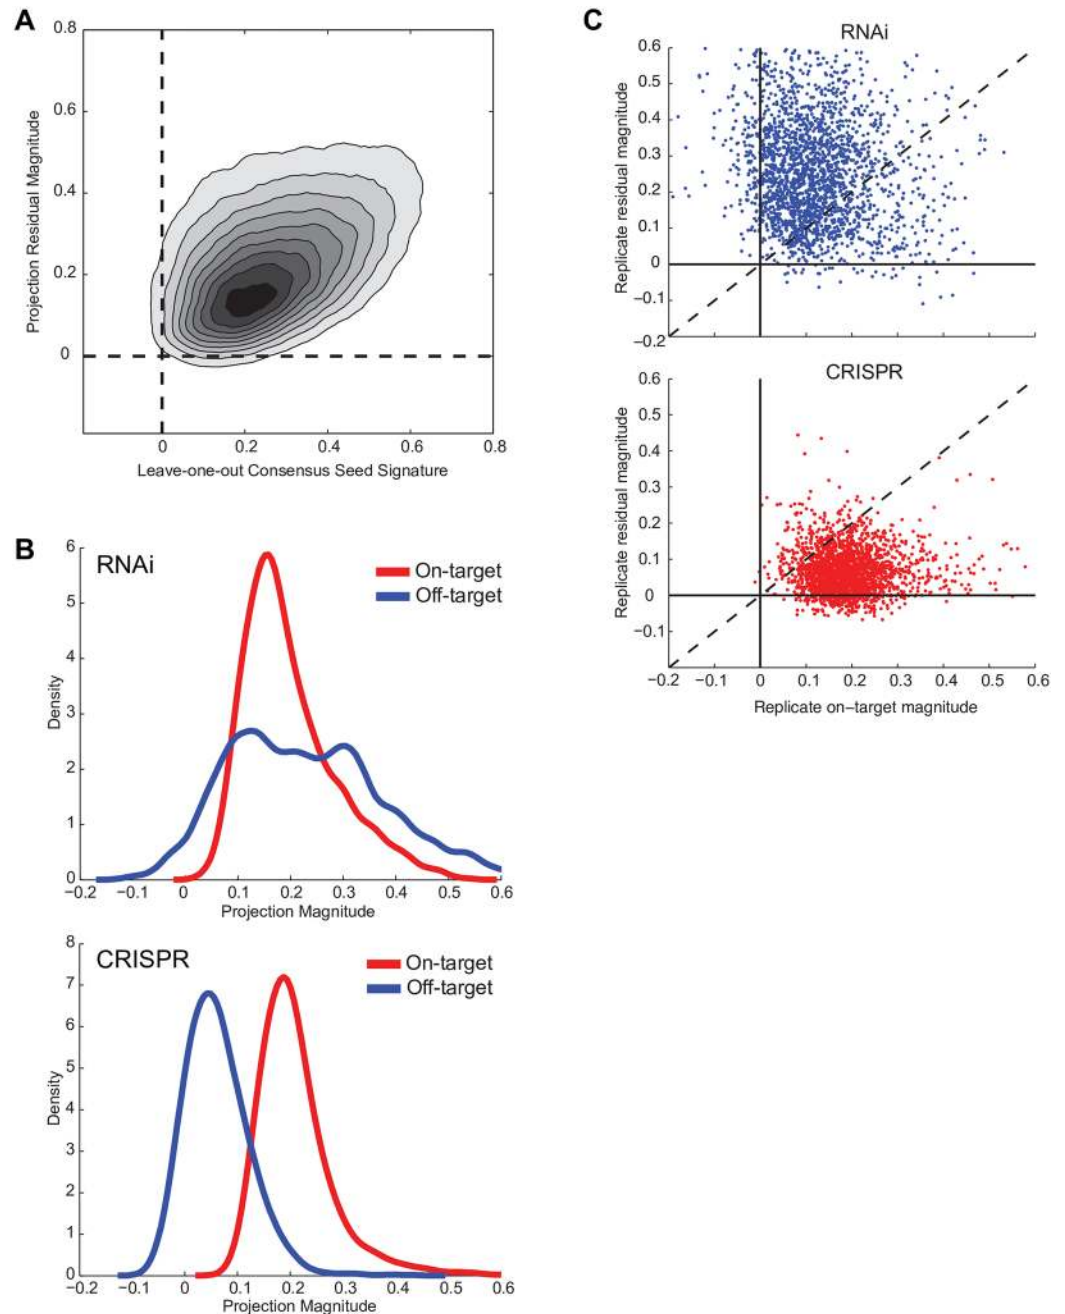 A
0.8
0.6
0.4
0.2
0
0 0.2 0.4 0.6 0.8
Projection Residual Magnitude
Leave-one-out Consensus Seed Signature
B
RNAi
On-target
Off-target
6
5
4
3
2
1
0
Density
−0.2 −0.1 0 0.1 0.2 0.3 0.4 0.5 0.6
Projection Magnitude
CRISPR
On-target
Off-target
8
7
6
5
4
3
2
1
0
Density
−0.2 −0.1 0 0.1 0.2 0.3 0.4 0.5 0.6
Projection Magnitude
C
RNAi
0.6
0.5
0.4
0.3
0.2
0.1
0
−0.1
−0.2
Replicate residual magnitude
CRISPR
0.6
0.5
0.4
0.3
0.2
0.1
0
−0.1
Replicate residual magnitude
−0.2 −0.1 0 0.1 0.2 0.3 0.4 0.5 0.6
Replicate on−target magnitude